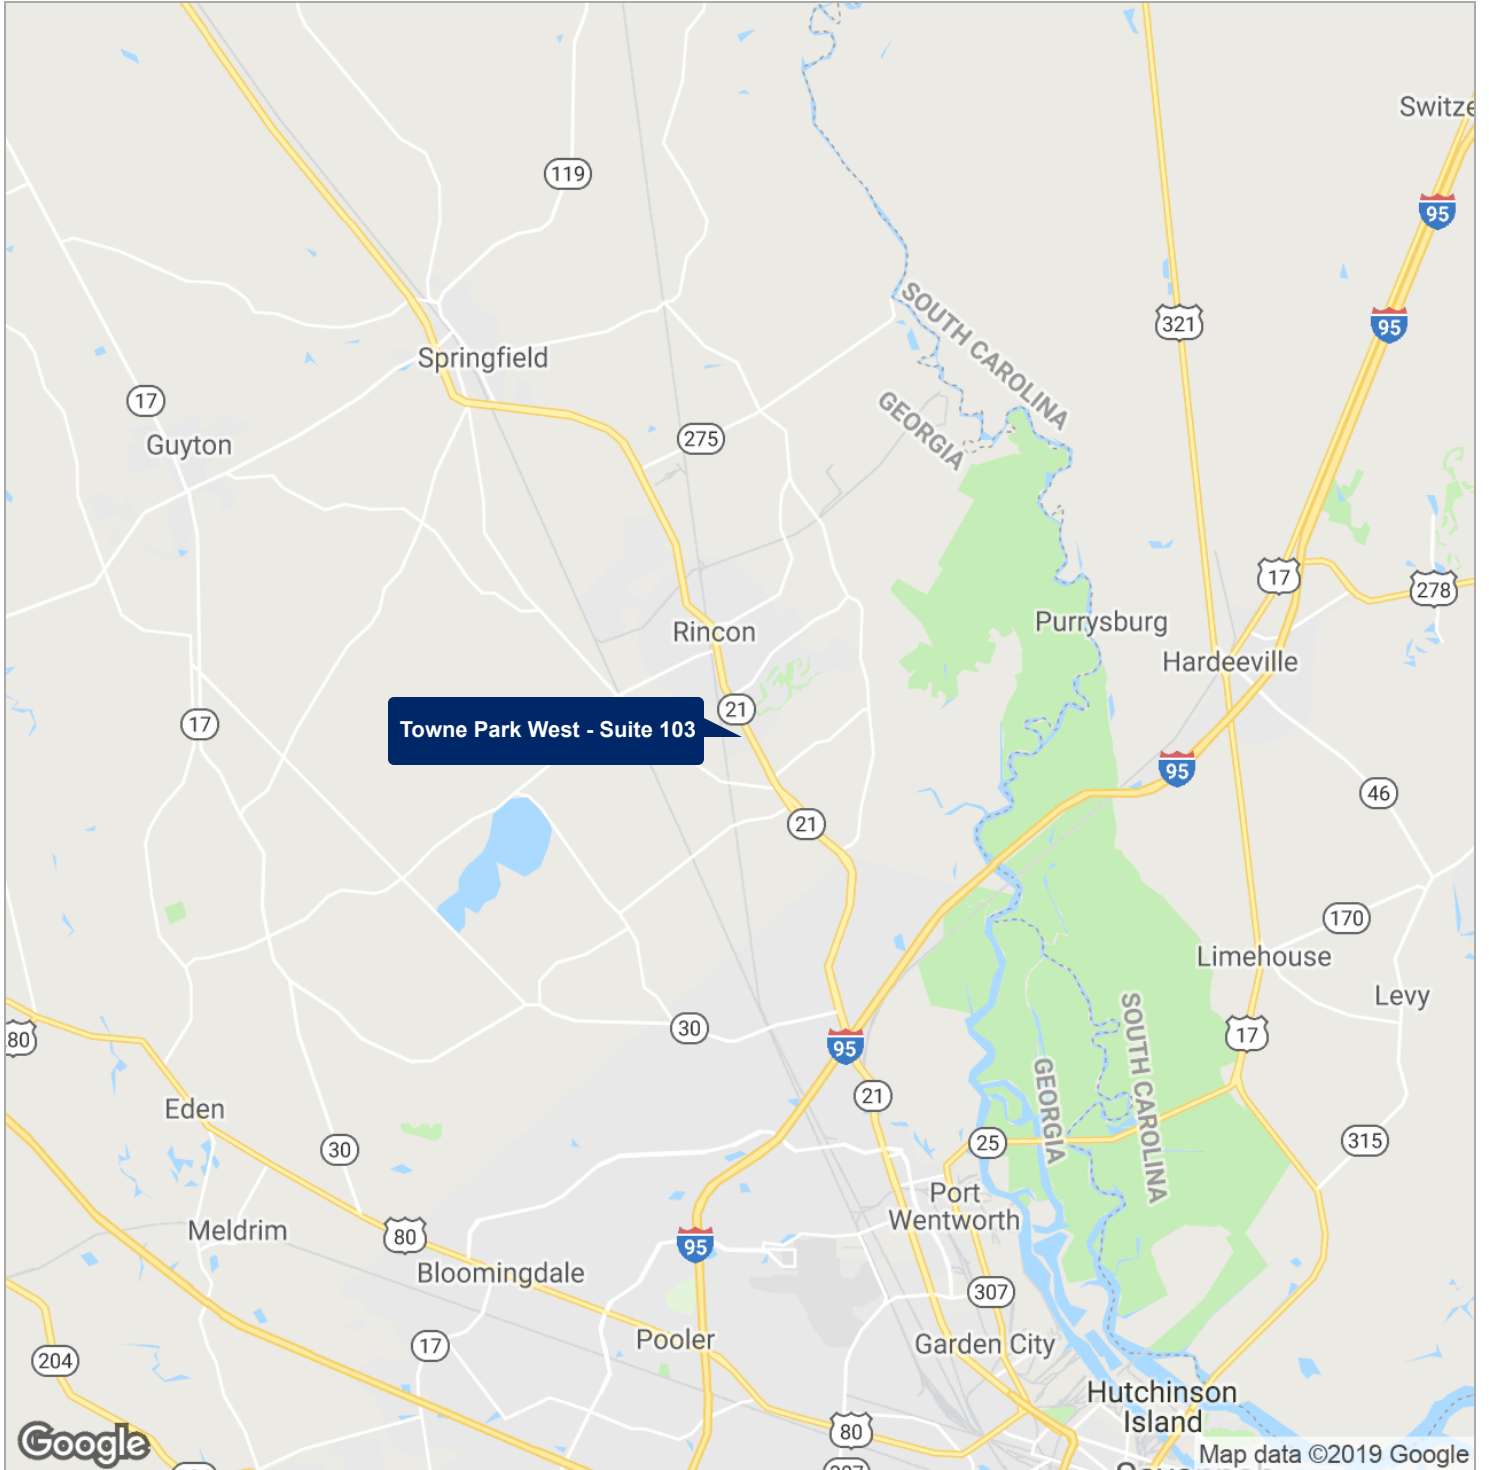 Switze
119
95
SOUTH CAROLINA
321
95
Springfield
17
GEORGIA
275
Guyton
17
278
Purrysburg
Rincon
Hardeeville
21
17
Towne Park West - Suite 103
95
46
21
170
Limehouse
Levy
SOUTH CAROLINA
30
80
17
95
GEORGIA
21
Eden
25
315
30
Port
Wentworth
Meldrim
80
95
Bloomingdale
307
Pooler
Garden City
17
204
Hutchinson
Island
80
Google
Map data ©2019 Google